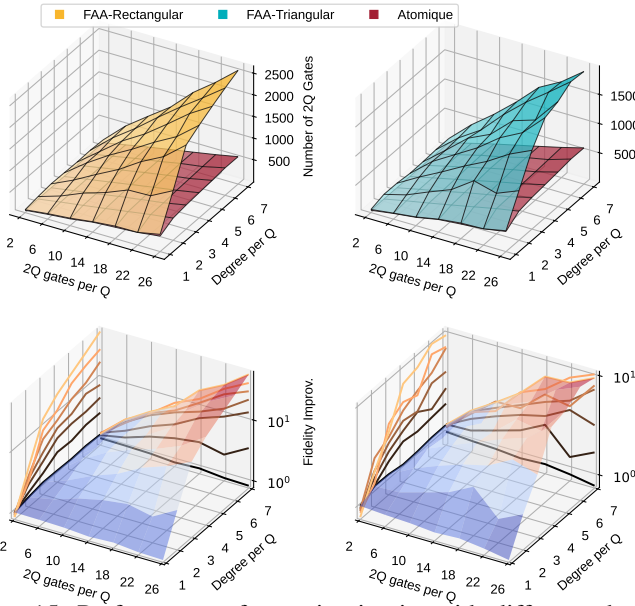 FAA-Rectangular FAA-Triangular Atomique
2500
2000
1500
1000
500
Number of 2Q Gates
2 6 10 14 18 22 26
2Q gates per Q
1 2 3 4 5 6 7
Degree per Q
1500
1000
500
2 6 10 14 18 22 26
2Q gates per Q
1 2 3 4 5 6 7
Degree per Q
10¹
10⁰
Fidelity Improv.
2 6 10 14 18 22 26
2Q gates per Q
1 2 3 4 5 6 7
Degree per Q
10¹
10⁰
2 6 10 14 18 22 26
2Q gates per Q
1 2 3 4 5 6 7
Degree per Q